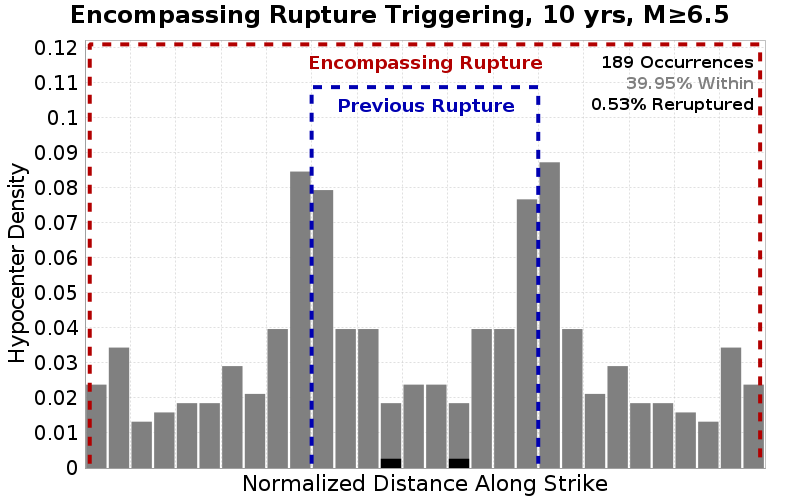 Encompassing Rupture Triggering, 10 yrs, M≥6.5
Encompassing Rupture
Previous Rupture
189 Occurrences
39.95% Within
0.53% Reruptured
Hypocenter Density
0.12
0.11
0.1
0.09
0.08
0.07
0.06
0.05
0.04
0.03
0.02
0.01
0
Normalized Distance Along Strike